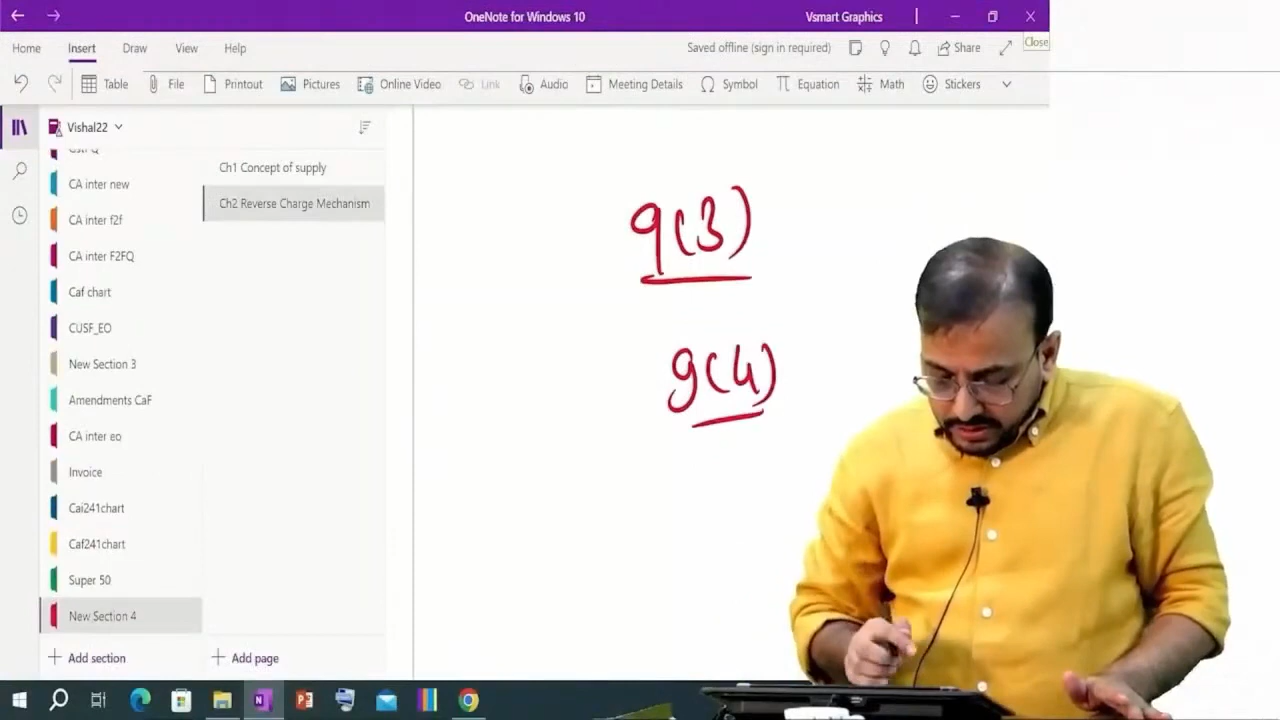 OneNote for Windows 10
Vsmart Graphics
Close
Home Insert Draw View Help
Saved offline (sign in required)
Share
Table File Printout Pictures Online Video Link Audio Meeting Details Symbol Equation Math Stickers
Vishal22
CA inter new
CA inter f2f
CA inter F2FQ
Caf chart
CUSF_EO
New Section 3
Amendments CaF
CA inter eo
Invoice
Cai241chart
Caf241chart
Super 50
New Section 4
Add section
Ch1 Concept of supply
Ch2 Reverse Charge Mechanism
Add page
9(3)
9(4)